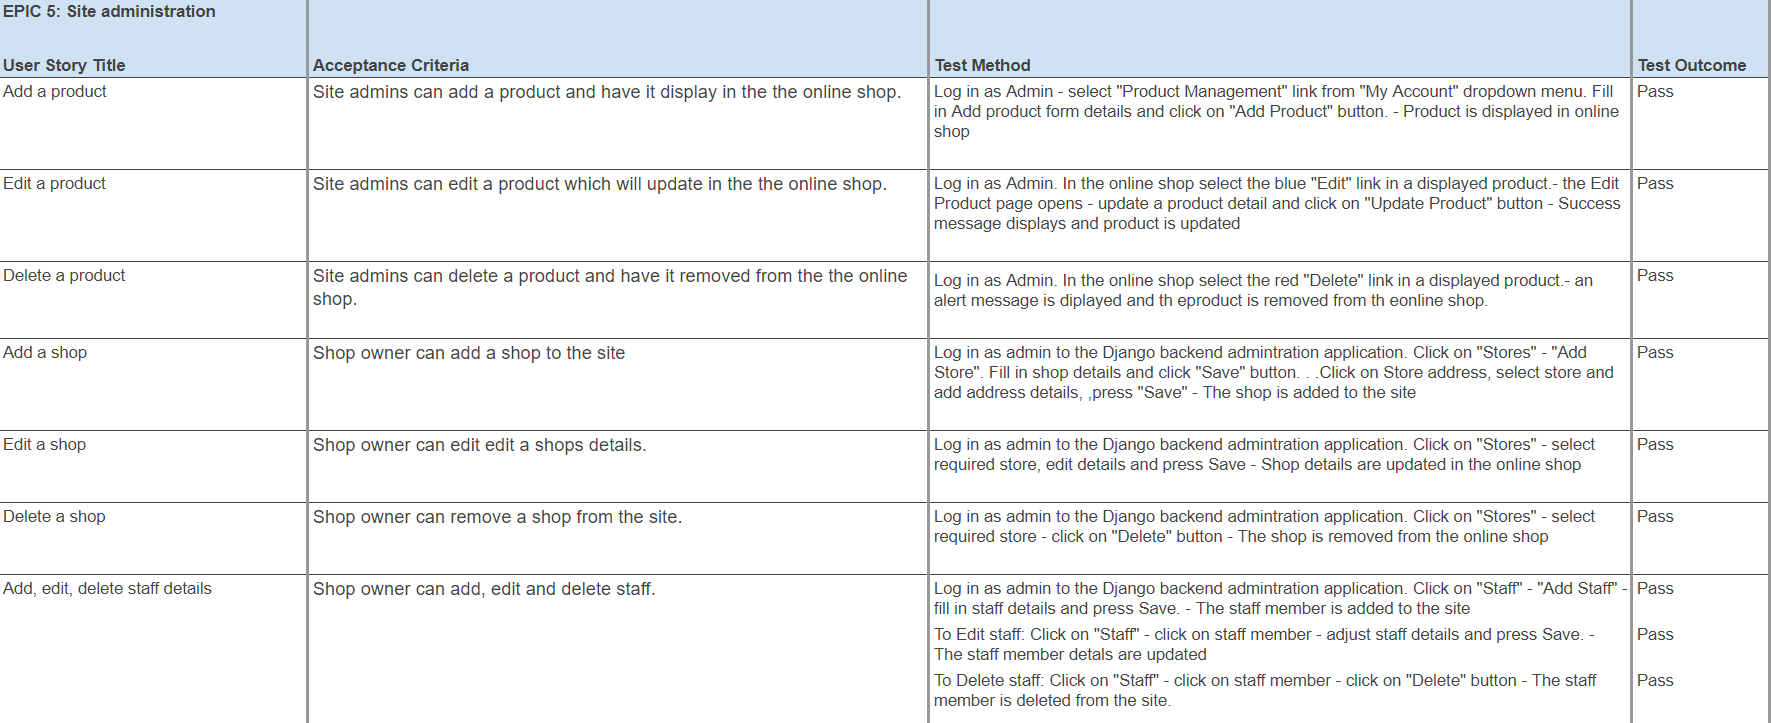 EPIC 5: Site administration
User Story Title
Acceptance Criteria
Test Method
Test Outcome
Add a product
Site admins can add a product and have it display in the the online shop.
Log in as Admin - select "Product Management" link from "My Account" dropdown menu. Fill
in Add product form details and click on "Add Product" button. - Product is displayed in online
shop
Pass
Edit a product
Site admins can edit a product which will update in the the online shop.
Log in as Admin. In the online shop select the blue "Edit" link in a displayed product.- the Edit
Product page opens - update a product detail and click on "Update Product" button - Success
message displays and product is updated
Pass
Delete a product
Site admins can delete a product and have it removed from the the online
shop.
Log in as Admin. In the online shop select the red "Delete" link in a displayed product.- an
alert message is diplayed and th eproduct is removed from th eonline shop.
Pass
Add a shop
Shop owner can add a shop to the site
Log in as admin to the Django backend admintration application. Click on "Stores" - "Add
Store". Fill in shop details and click "Save" button. . .Click on Store address, select store and
add address details, ,press "Save" - The shop is added to the site
Pass
Edit a shop
Shop owner can edit edit a shops details.
Log in as admin to the Django backend admintration application. Click on "Stores" - select
required store, edit details and press Save - Shop details are updated in the online shop
Pass
Delete a shop
Shop owner can remove a shop from the site.
Log in as admin to the Django backend admintration application. Click on "Stores" - select
required store - click on "Delete" button - The shop is removed from the online shop
Pass
Add, edit, delete staff details
Shop owner can add, edit and delete staff.
Log in as admin to the Django backend admintration application. Click on "Staff" - "Add Staff" -
fill in staff details and press Save. - The staff member is added to the site
Pass
To Edit staff: Click on "Staff" - click on staff member - adjust staff details and press Save. -
The staff member detals are updated
Pass
To Delete staff: Click on "Staff" - click on staff member - click on "Delete" button - The staff
member is deleted from the site.
Pass